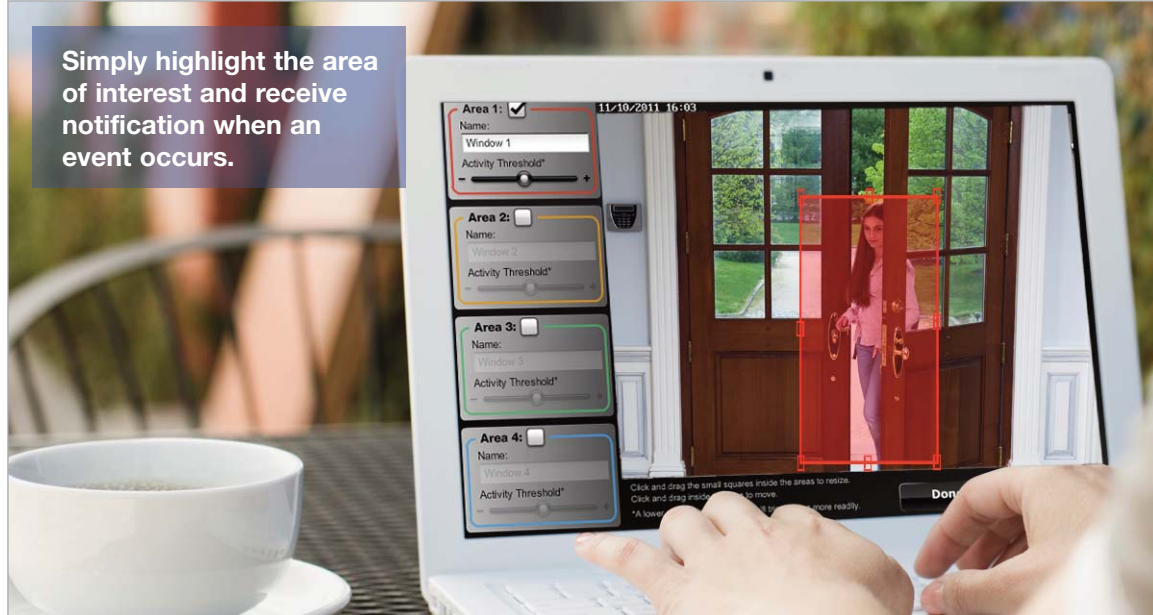 Simply highlight the area
of interest and receive
notification when an
event occurs.
11/10/2011 16:03
Area 1:
Name:
Window 1
Activity Threshold*
- +
Area 2:
Name:
Window 2
Activity Threshold*
- +
Area 3:
Name:
Window 3
Activity Threshold*
- +
Area 4:
Name:
Window 4
Activity Threshold*
- +
Click and drag the small squares inside the areas to resize.
Click and drag inside to move.
*A lower more readily.